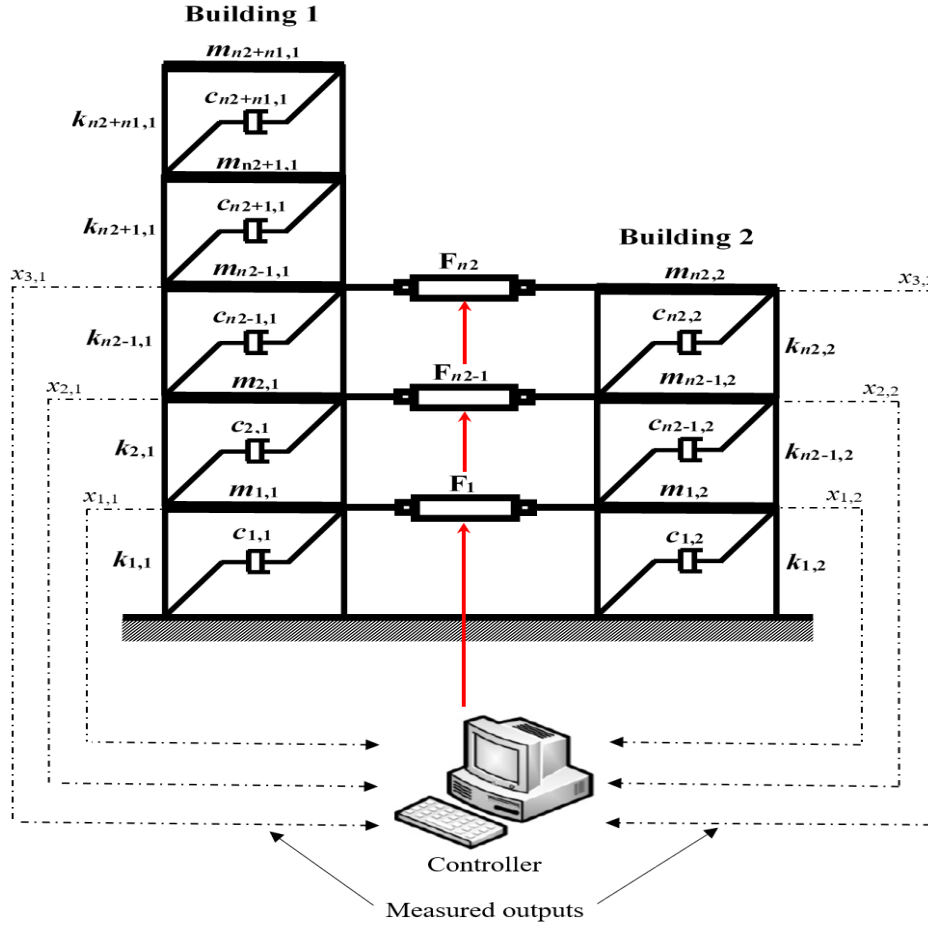 Building 1
mn2+n1,1
cn2+n1,1
kn2+n1,1
mn2+1,1
cn2+1,1
kn2+1,1
Building 2
Fn2
mn2-1,1
mn2,2
x3,1
cn2-1,1
cn2,2
kn2-1,1
kn2,2
Fn2-1
m2,1
mn2-1,2
x2,1
x2,2
c2,1
cn2-1,2
k2,1
kn2-1,2
F1
m1,1
m1,2
x1,1
x1,2
c1,1
c1,2
k1,1
k1,2
Controller
Measured outputs